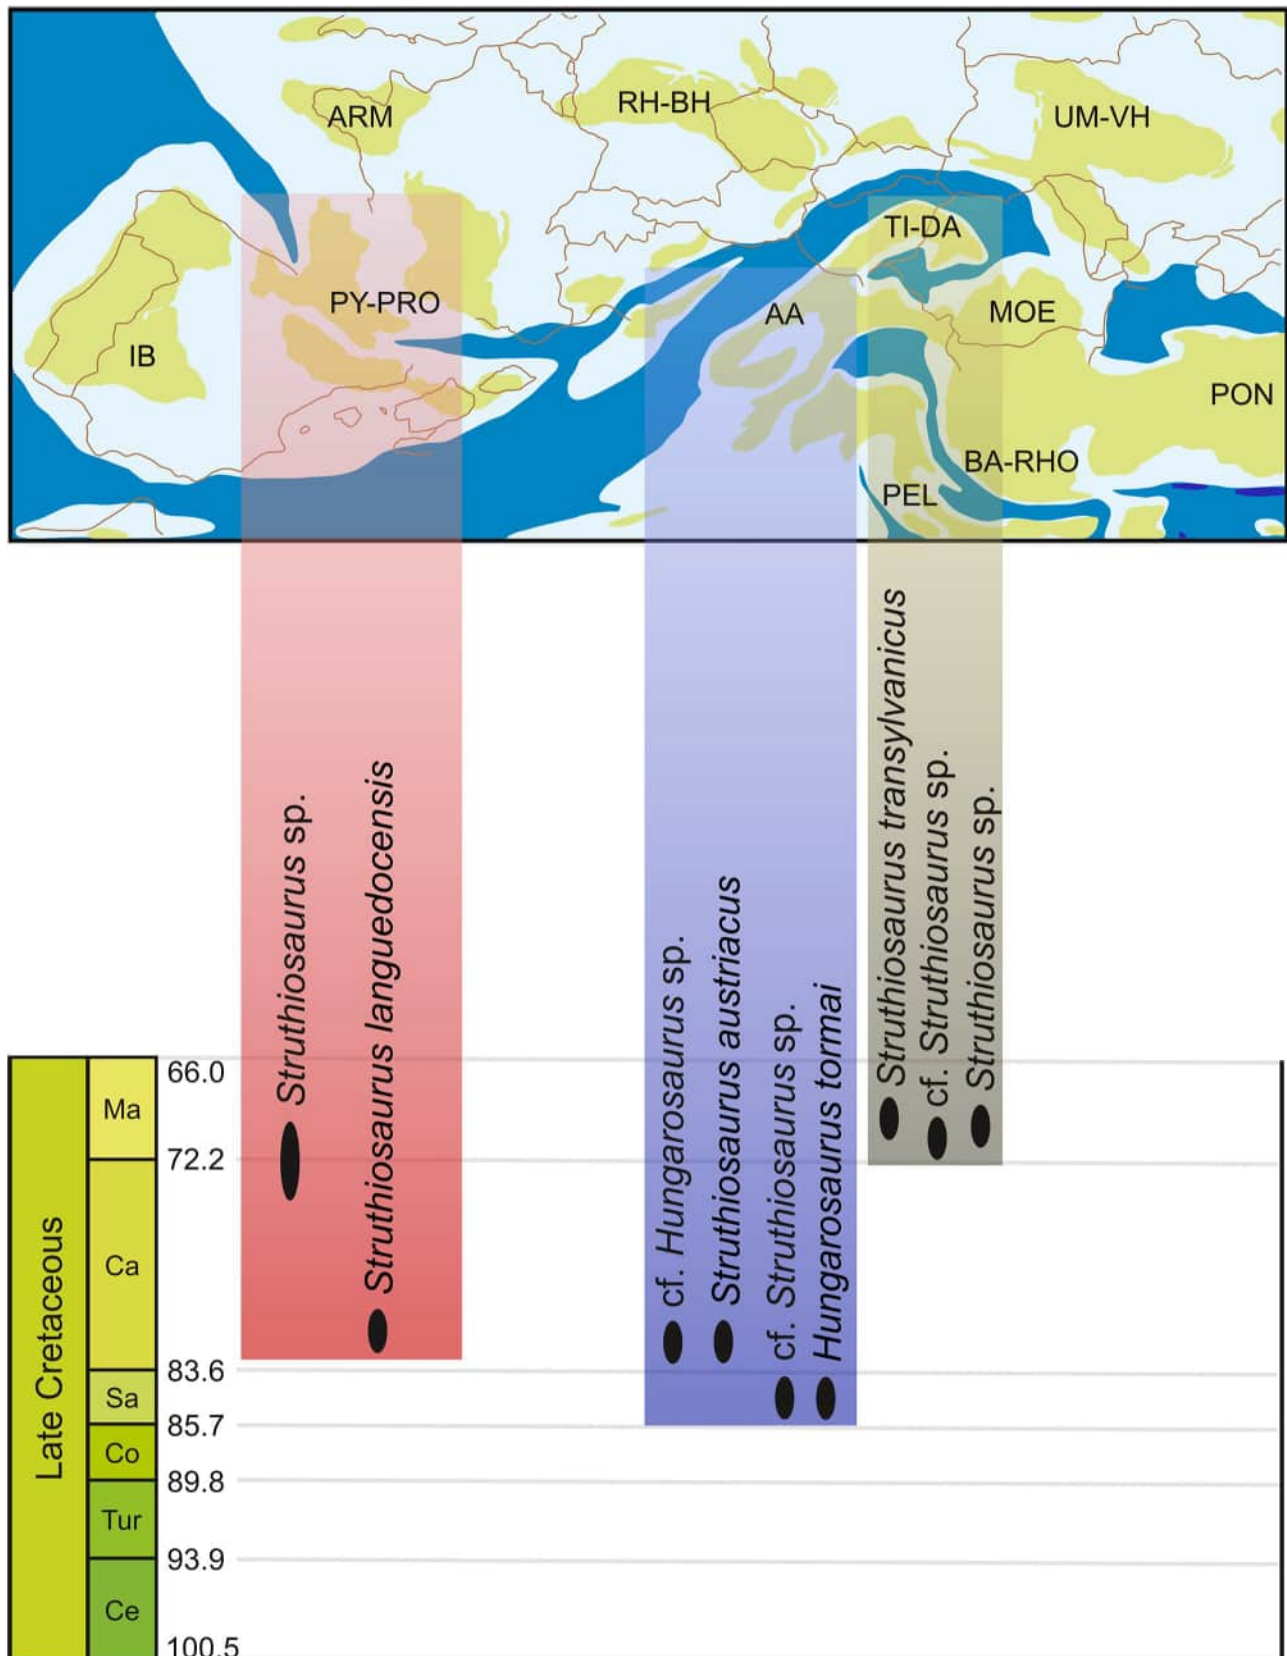 ARM
RH-BH
UM-VH
TI-DA
PY-PRO
AA
MOE
IB
PON
BA-RHO
PEL
Struthiosaurus sp.
Struthiosaurus languedocensis
cf. Hungarosaurus sp.
Struthiosaurus austriacus
cf. Struthiosaurus sp.
Hungarosaurus tormai
Struthiosaurus transylvanicus
cf. Struthiosaurus sp.
Struthiosaurus sp.
Late Cretaceous
66.0
Ma
72.2
Ca
83.6
Sa
85.7
Co
89.8
Tur
93.9
Ce
100.5